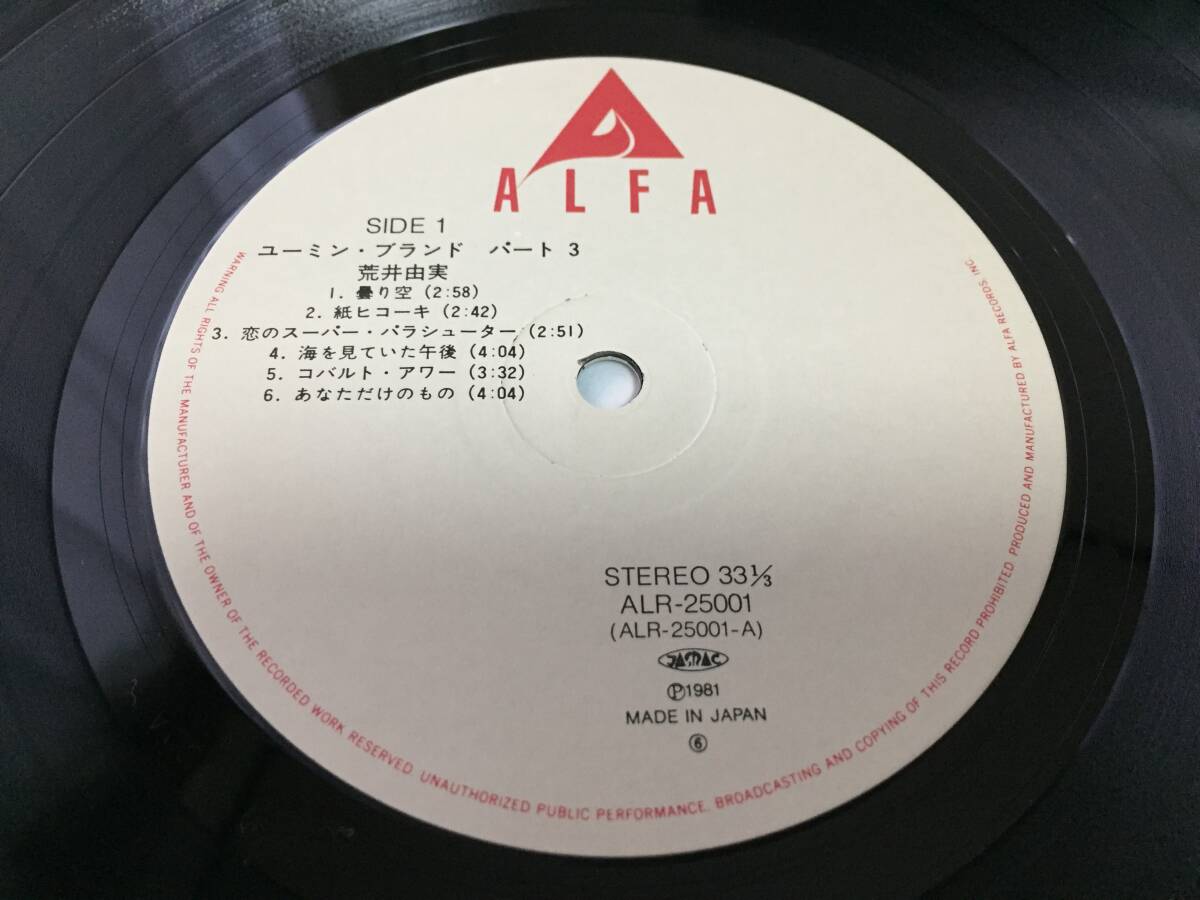 ALFA
SIDE 1
ユーミン・ブランド パート 3
荒井由実
1. 曇り空 (2:58)
2. 紙ヒコーキ (2:42)
3. 恋のスーパー・パラシューター (2:51)
4. 海を見ていた午後 (4:04)
5. コバルト・アワー (3:32)
6. あなただけのもの (4:04)
STEREO 33⅓
ALR-25001
(ALR-25001-A)
JASRAC
Ⓟ1981
MADE IN JAPAN
⑥
WARNING ALL RIGHTS OF THE MANUFACTURER AND OF THE OWNER OF THE RECORDED WORK RESERVED. UNAUTHORIZED PUBLIC PERFORMANCE. BROADCASTING AND COPYING OF THIS RECORD PROHIBITED PRODUCED AND MANUFACTURED BY ALFA RECORDS, INC.